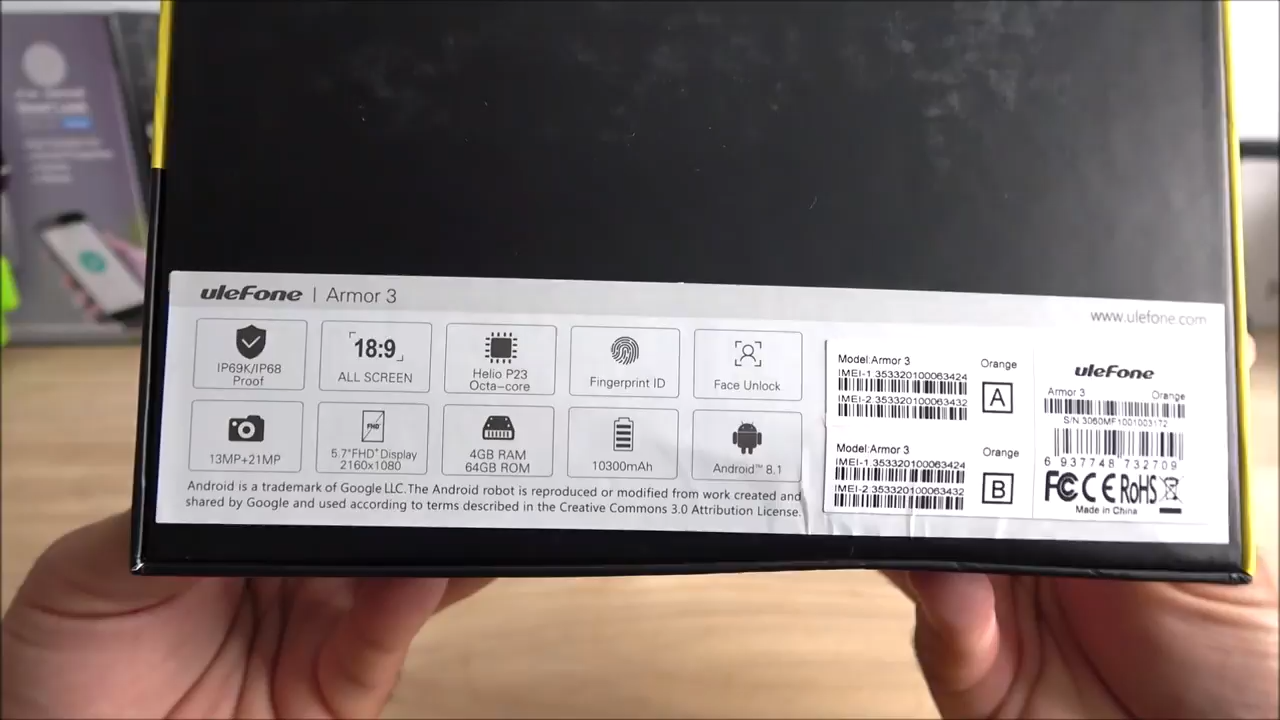 uleFone | Armor 3
www.ulefone.com
IP69K/IP68
Proof
18:9
ALL SCREEN
Helio P23
Octa-core
Fingerprint ID
Face Unlock
13MP+21MP
FHD+
5.7"FHD+ Display
2160x1080
4GB RAM
64GB ROM
10300mAh
Android™ 8.1
Android is a trademark of Google LLC.The Android robot is reproduced or modified from work created and
shared by Google and used according to terms described in the Creative Commons 3.0 Attribution License.
Model:Armor 3 Orange
IMEI-1 353320100063424
A
IMEI-2 353320100063432
Model:Armor 3 Orange
IMEI-1 353320100063424
B
IMEI-2 353320100063432
uleFone
Armor 3 Orange
S/N 3060MF1001003172
6 937748 732709
FC CE RoHS
Made in China